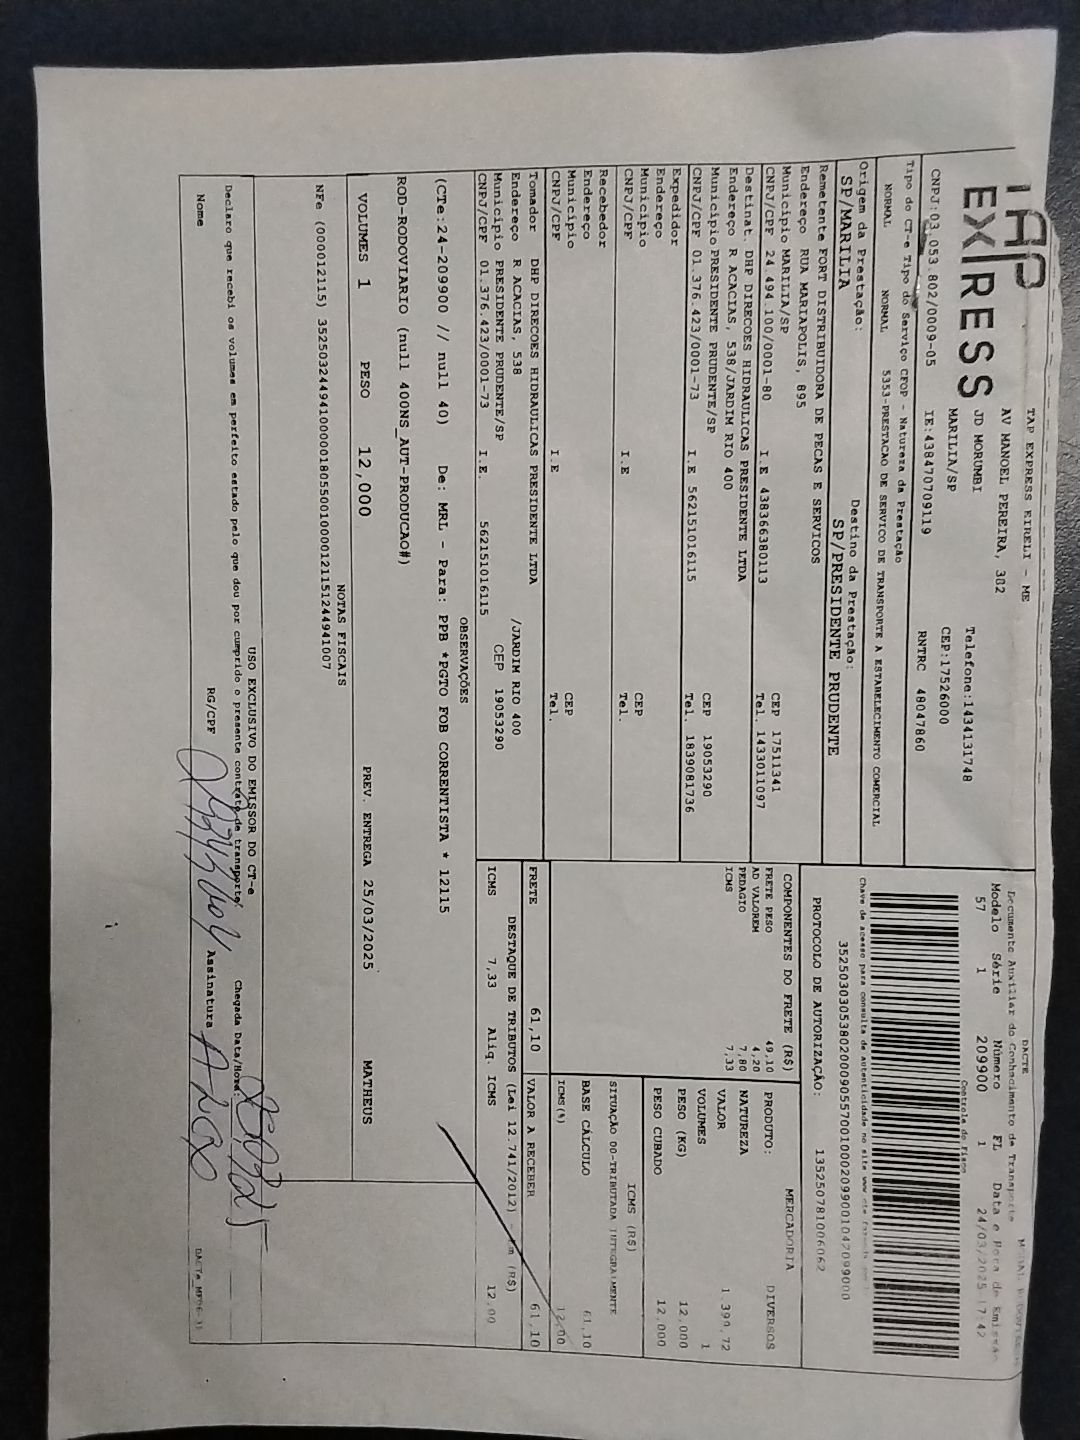 TAP
EXPRESS
TAP EXPRESS EIRELI - ME
AV MANOEL PEREIRA, 302
JD MORUMBI
MARILIA/SP
Telefone:1434131748
CEP:17526000
CNPJ:03.053.802/0009-05 IE:438470709119 RNTRC 48047860
DACTE
Documento Auxiliar do Conhecimento de Transporte
Modelo Série Número FL Data e Hora de Emissão
57 1 209900 1 24/03/2025 17:42
Controle do Fisco
Tipo do CT-e Tipo do Serviço CFOP - Natureza da Prestação
NORMAL NORMAL 5353-PRESTACAO DE SERVICO DE TRANSPORTE A ESTABELECIMENTO COMERCIAL
Chave de acesso para consulta de autenticidade no site
Origem da Prestação: Destino da Prestação:
SP/MARILIA SP/PRESIDENTE PRUDENTE
PROTOCOLO DE AUTORIZAÇÃO: 135250781006062
Remetente FORT DISTRIBUIDORA DE PECAS E SERVICOS
Endereço RUA MARIAPOLIS, 895
Município MARILIA/SP CEP 17511341
CNPJ/CPF 24.494.100/0001-80 I.E 438366380113 Tel. 1433011097
Destinat. DHP DIRECOES HIDRAULICAS PRESIDENTE LTDA
Endereço R ACACIAS, 538/JARDIM RIO 400
Município PRESIDENTE PRUDENTE/SP CEP 19053290
CNPJ/CPF 01.376.423/0001-73 I.E 562151016115 Tel. 1839081736
Expedidor
Endereço
Município CEP
CNPJ/CPF I.E Tel.
Recebedor
Endereço
Município CEP
CNPJ/CPF I.E Tel.
Tomador DHP DIRECOES HIDRAULICAS PRESIDENTE LTDA
Endereço R ACACIAS, 538 /JARDIM RIO 400
Município PRESIDENTE PRUDENTE/SP CEP 19053290
CNPJ/CPF 01.376.423/0001-73 I.E. 562151016115
COMPONENTES DO FRETE (R$)
FRETE PESO 49,10
AD VALOREM 4,20
PEDAGIO 7,80
ICMS 7,33
MERCADORIA
PRODUTO: DIVERSOS
NATUREZA
VALOR 1.399,72
VOLUMES 1
PESO (KG) 12,000
PESO CUBADO 12,000
ICMS (R$)
SITUAÇÃO 00-TRIBUTADA INTEGRALMENTE
BASE CÁLCULO 61,10
ICMS(%) 12,00
FRETE 61,10 VALOR A RECEBER 61,10
DESTAQUE DE TRIBUTOS (Lei 12.741/2012) - Em (R$)
ICMS 7,33 Aliq. ICMS 12,00
OBSERVAÇÕES
(CTe:24-209900 // null 40) De: MRL - Para: PPB *PGTO FOB CORRENTISTA * 12115
ROD-RODOVIARIO (null 400NS_AUT-PRODUCAO#)
VOLUMES 1 PESO 12,000 PREV. ENTREGA 25/03/2025 MATHEUS
NOTAS FISCAIS
NFe (000012115) 35250324494100000180550010000121151244941007
USO EXCLUSIVO DO EMISSOR DO CT-e
Declaro que recebi os volumes em perfeito estado pelo que dou por cumprido o presente contrato de transporte. Chegada Data/Hora:
Nome RG/CPF Assinatura